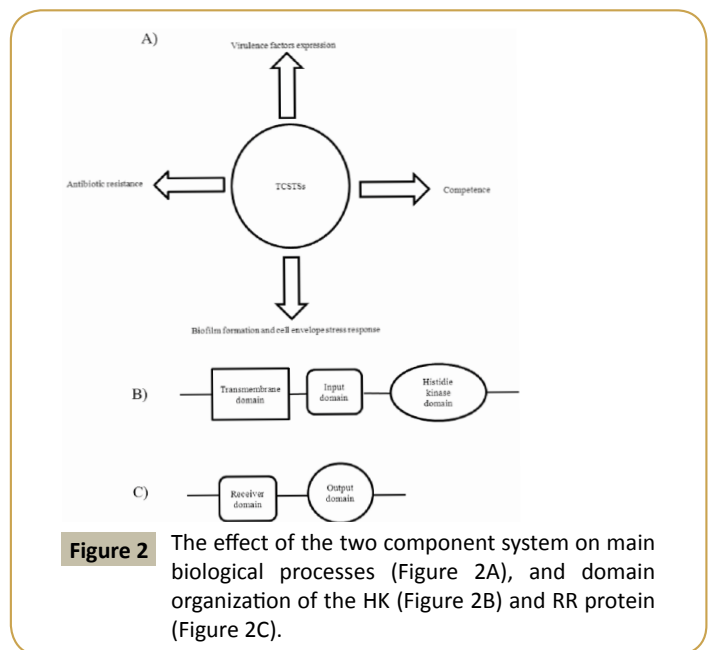 A)
Virulence factors expression
Antibiotic resistance
TCSTSs
Competence
Biofilm formation and cell envelope stress response
B)
Transmembrane
domain
Input
domain
Histidie
kinase
domain
C)
Receiver
domain
Output
domain
Figure 2
The effect of the two component system on main
biological processes (Figure 2A), and domain
organization of the HK (Figure 2B) and RR protein
(Figure 2C).